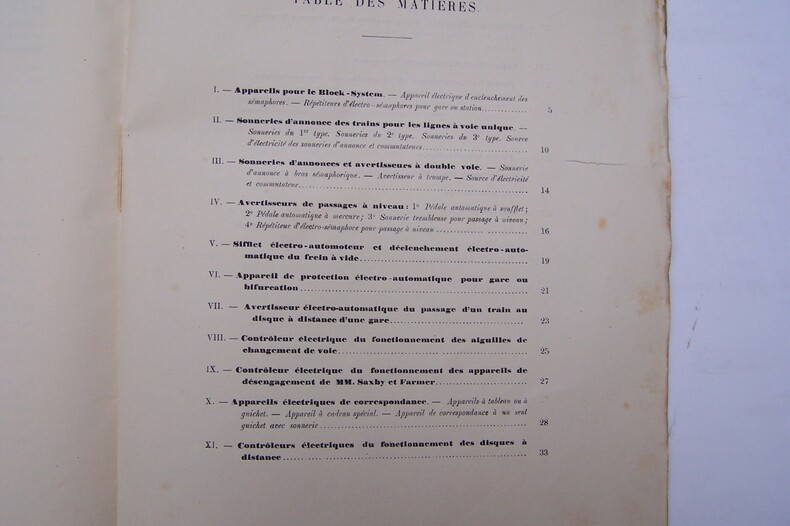 TABLE DES MATIÈRES.
I. — Appareils pour le Block-System. — Appareil électrique d'enclenchement des
sémaphores. — Répétiteurs d'électro-sémaphores pour gare ou station............... 5
II. — Sonneries d'annonce des trains pour les lignes à voie unique. —
Sonneries du 1er type. Sonneries du 2e type. Sonneries du 3e type. Source
d'électricité des sonneries d'annonce et commutateurs............... 10
III. — Sonneries d'annonces et avertisseurs à double voie. — Sonnerie
d'annonce à bras sémaphorique. — Avertisseur à trompe. — Source d'électricité
et commutateur............... 14
IV. — Avertisseurs de passages à niveau : 1° Pédale automatique à soufflet ;
2° Pédale automatique à mercure ; 3° Sonnerie trembleuse pour passage à niveau ;
4° Répétiteur d'électro-sémaphore pour passage à niveau ............... 16
V. — Sifflet électro-automoteur et déclenchement électro-auto-
matique du frein à vide............... 19
VI. — Appareil de protection électro-automatique pour gare ou
bifurcation ............... 21
VII. — Avertisseur électro-automatique du passage d'un train au
disque à distance d'une gare............... 23
VIII. — Contrôleur électrique du fonctionnement des aiguilles de
changement de voie............... 25
IX. — Contrôleur électrique du fonctionnement des appareils de
désengagement de MM. Saxby et Farmer............... 27
X. — Appareils électriques de correspondance. — Appareils à tableau ou à
guichet. — Appareil à cadeau spécial. — Appareil de correspondance à un seul
guichet avec sonnerie ............... 28
XI. — Contrôleurs électriques du fonctionnement des disques à
distance ............... 33